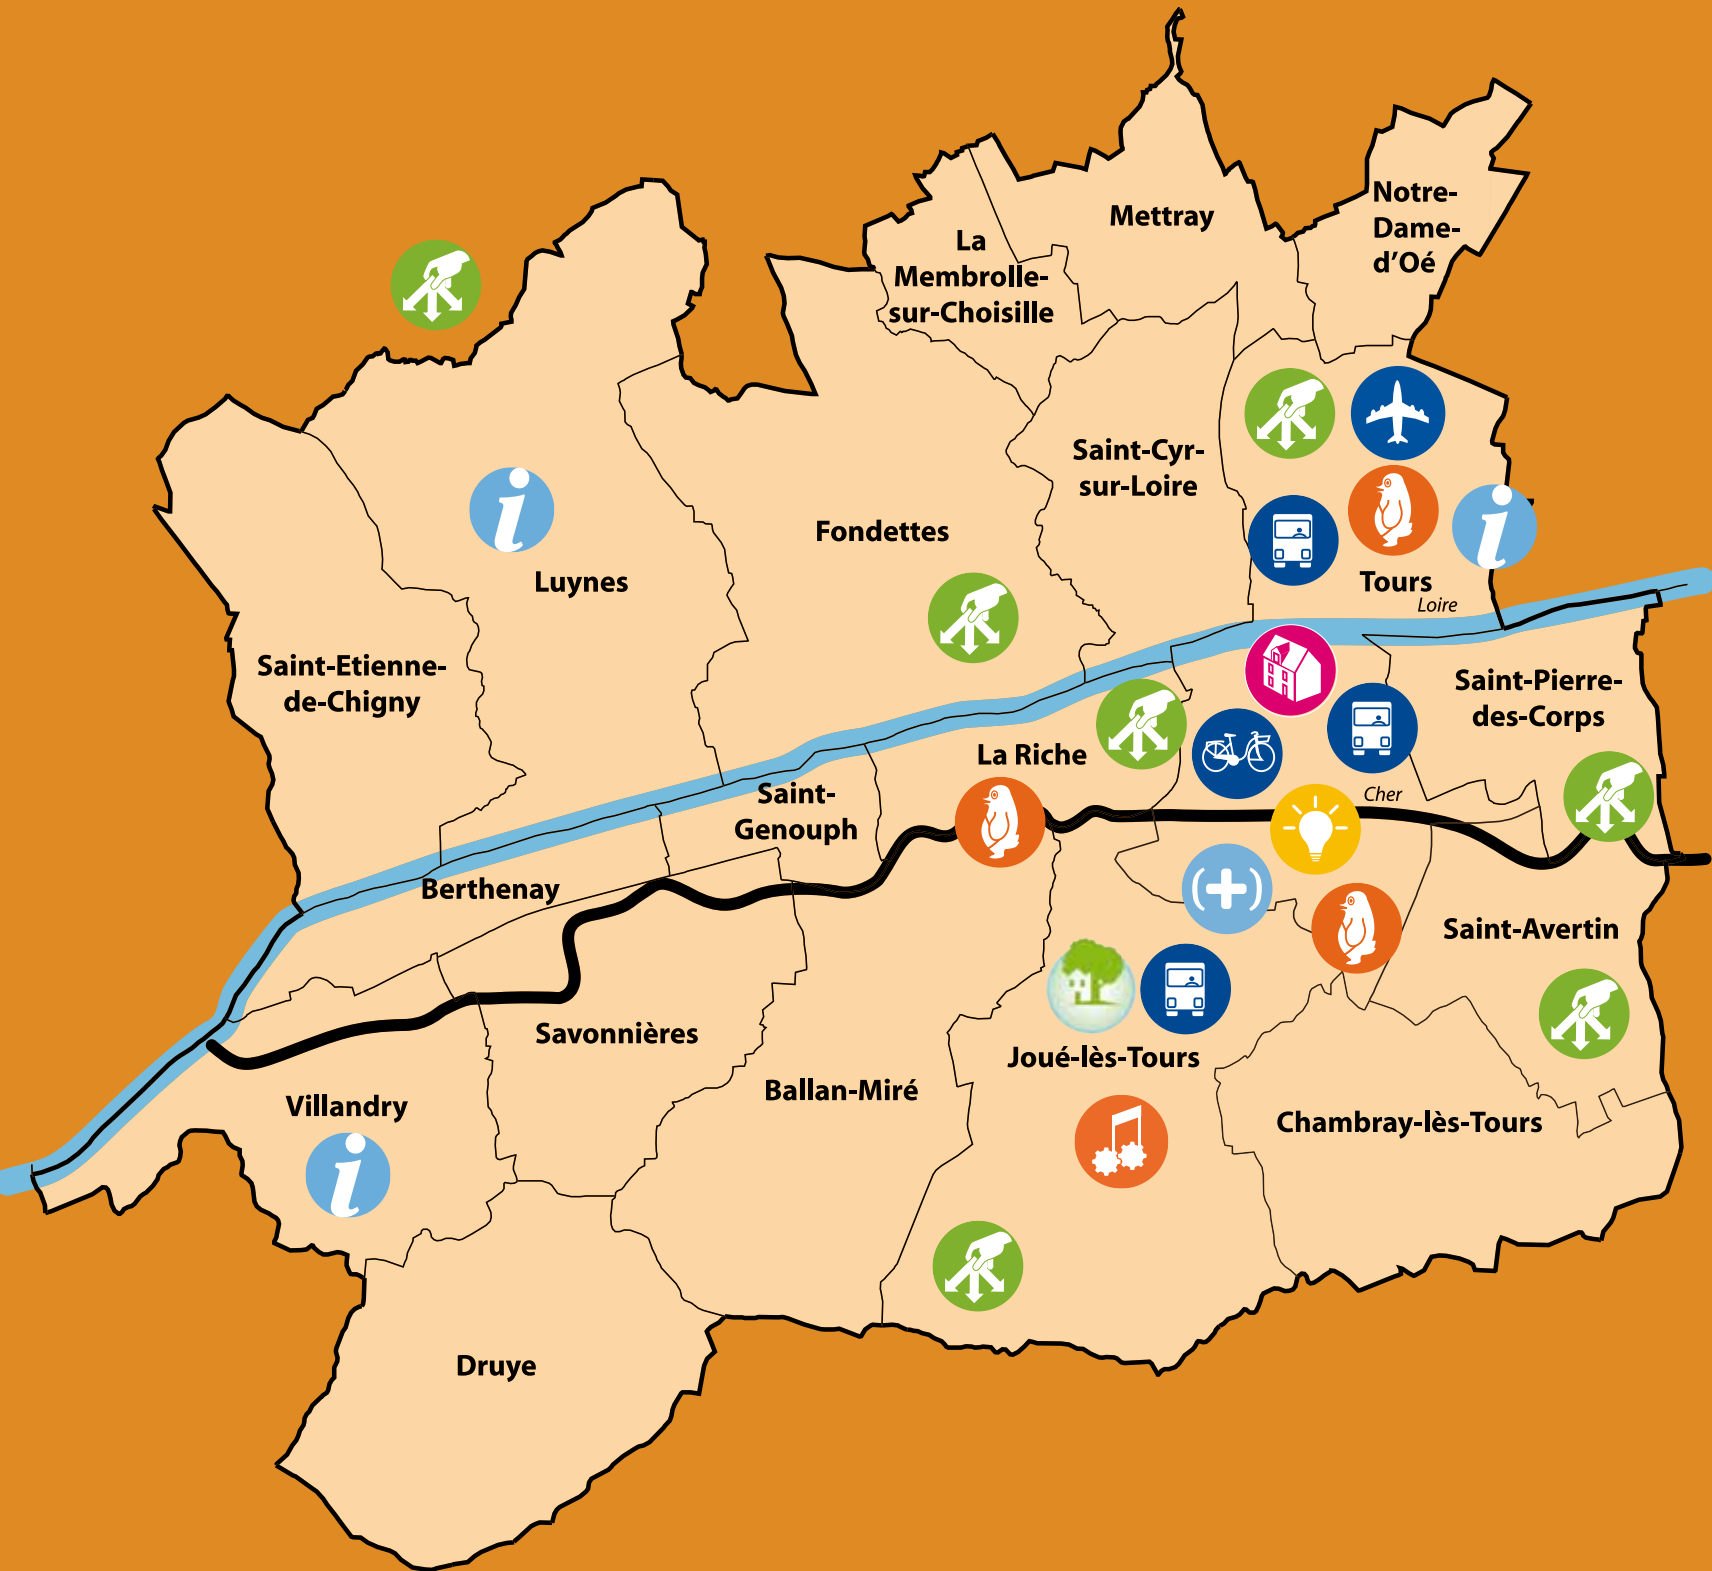 Notre-
Dame-
d'Oé
Mettray
La
Membrolle-
sur-Choisille
Saint-Cyr-
sur-Loire
Fondettes
Luynes
Tours
Loire
Saint-Etienne-
de-Chigny
Saint-Pierre-
des-Corps
La Riche
Saint-
Genouph
Cher
Berthenay
Saint-Avertin
Savonnières
Joué-lès-Tours
Ballan-Miré
Villandry
Chambray-lès-Tours
Druye